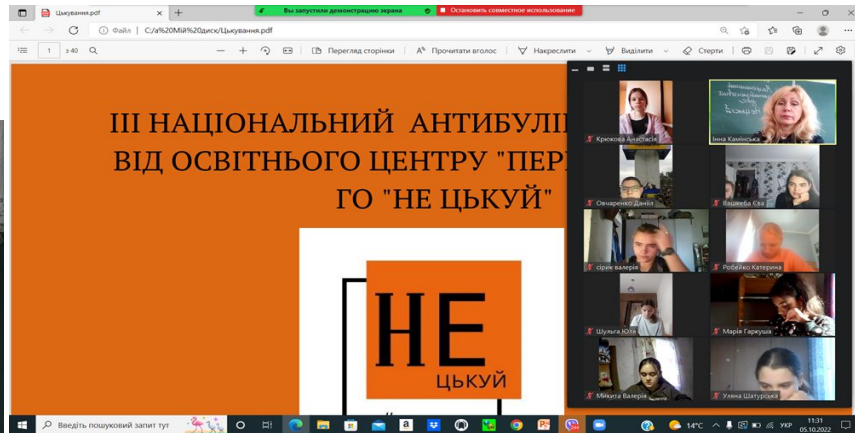 Цькування.pdf
Вы запустили демонстрацию экрана
Остановить совместное использование
Файл | C:/a%20Мій%20диск/Цькування.pdf
1 з 40
Перегляд сторінки
Прочитати вголос
Накреслити
Виділити
Стерти
ІІІ НАЦІОНАЛЬНИЙ АНТИБУЛІ
ВІД ОСВІТНЬОГО ЦЕНТРУ "ПЕР
ГО "НЕ ЦЬКУЙ"
НЕ
ЦЬКУЙ
Крюкова Анастасія
Інна Камінська
Овчаренко Даніїл
Вашкеба Єва
сірик валерія
Робейко Катерина
Шульга Юля
Марія Гаркуша
Микита Валерія
Уляна Шатурська
Введіть пошуковий запит тут
14°C
УКР
11:31
05.10.2022